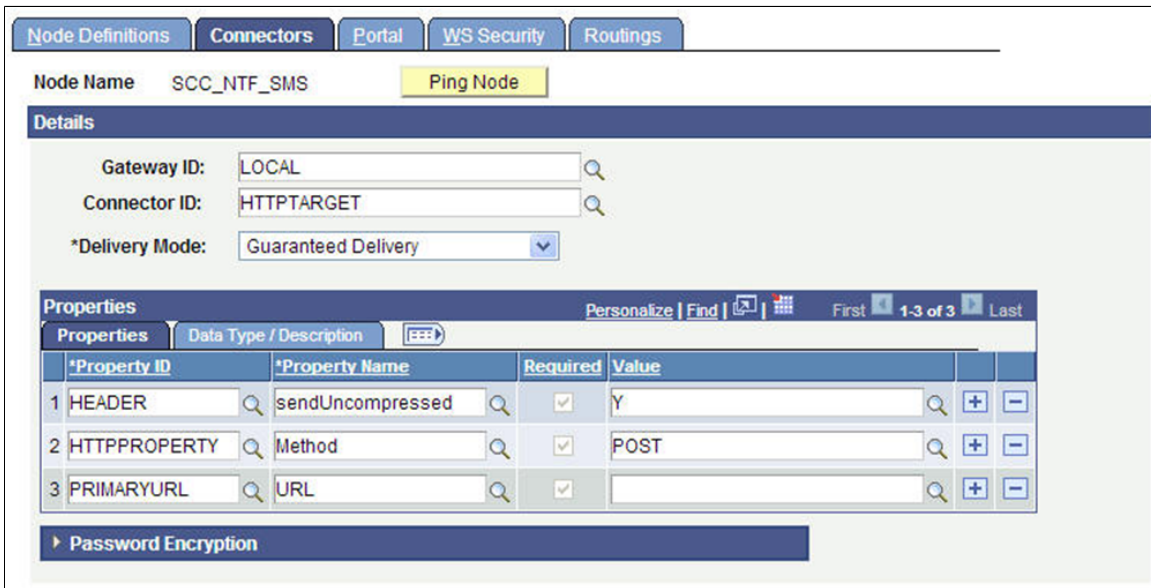 Node Definitions Connectors Portal WS Security Routings
Node Name SCC_NTF_SMS Ping Node
Details
Gateway ID: LOCAL
Connector ID: HTTPTARGET
*Delivery Mode: Guaranteed Delivery
Properties Personalize | Find | | First 1-3 of 3 Last
Properties Data Type / Description
*Property ID *Property Name Required Value
1 HEADER sendUncompressed Y
2 HTTPPROPERTY Method POST
3 PRIMARYURL URL
Password Encryption